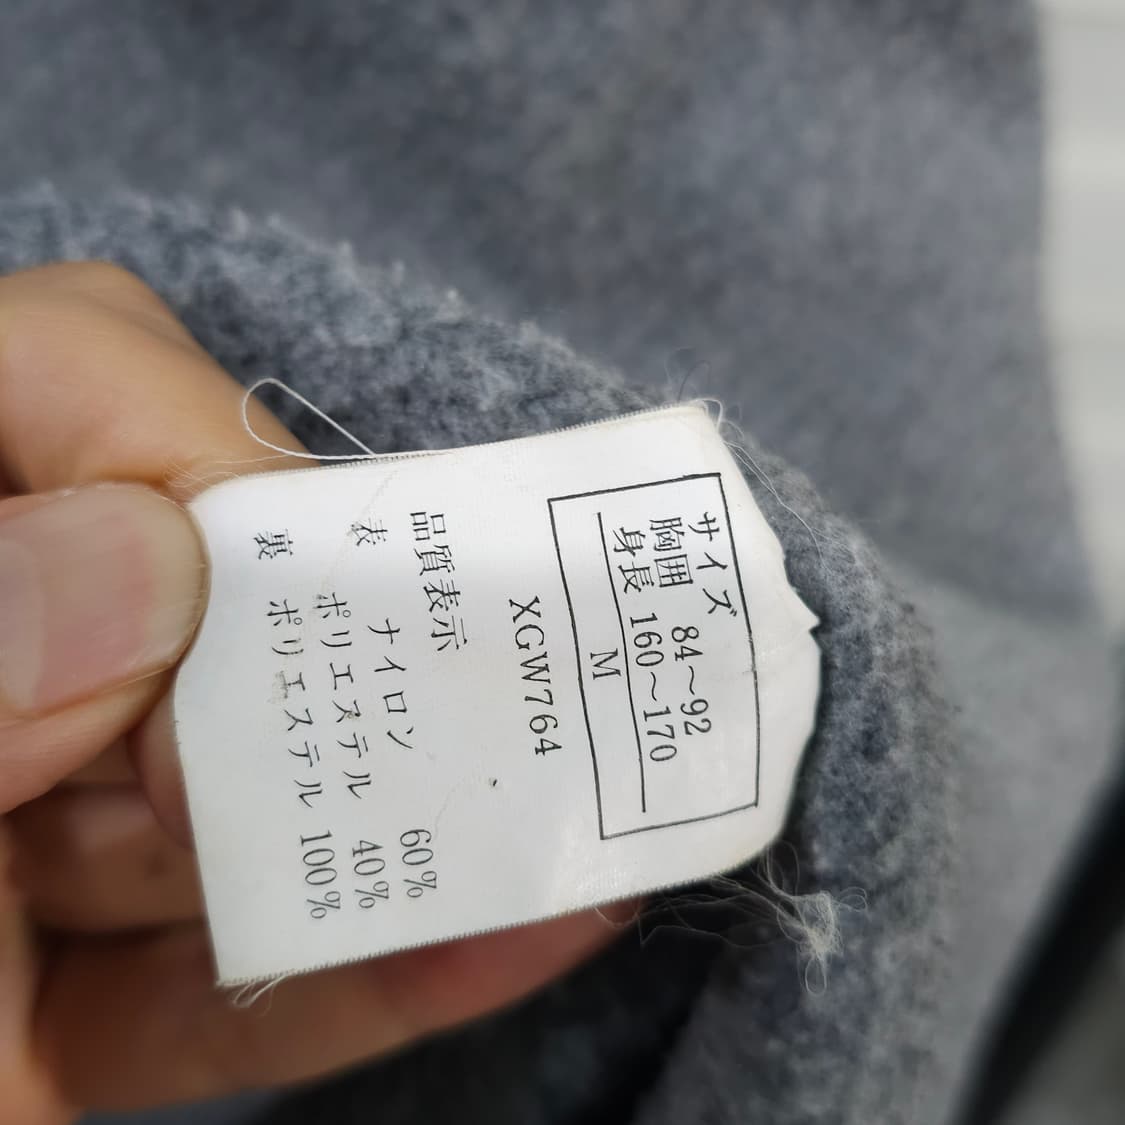 サイズ
胸囲 84～92
身長 160～170
M
XGW764
品質表示
表 ナイロン 60%
ポリエステル 40%
裏 ポリエステル 100%